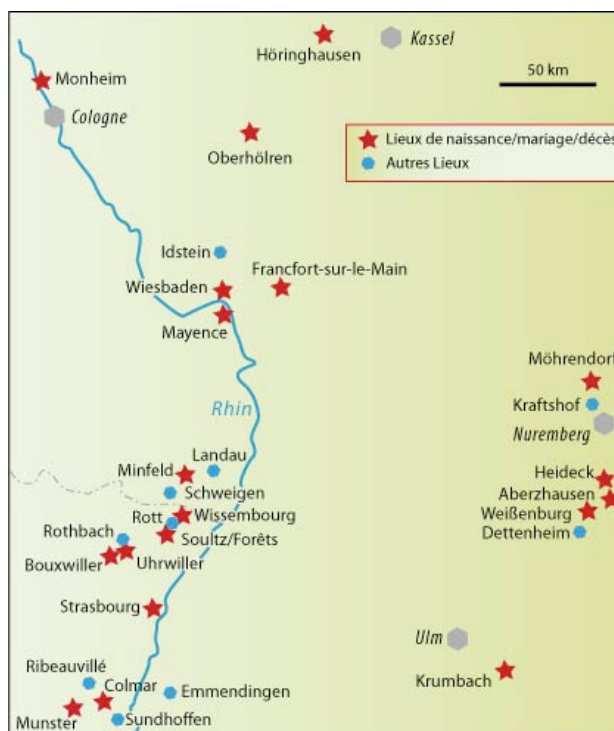 Höringhausen
Kassel
Monheim
50 km
Cologne
Lieux de naissance/mariage/décès
Oberhölren
Autres Lieux
Idstein
Francfort-sur-le-Main
Wiesbaden
Mayence
Möhrendorf
Rhin
Kraftshof
Nuremberg
Landau
Minfeld
Heideck
Schweigen
Aberzhausen
Rott
Wissembourg
Weißenburg
Rothbach
Soultz/Forêts
Dettenheim
Bouxwiller
Uhrwiller
Strasbourg
Ulm
Ribeauvillé
Krumbach
Colmar
Emmendingen
Munster
Sundhoffen